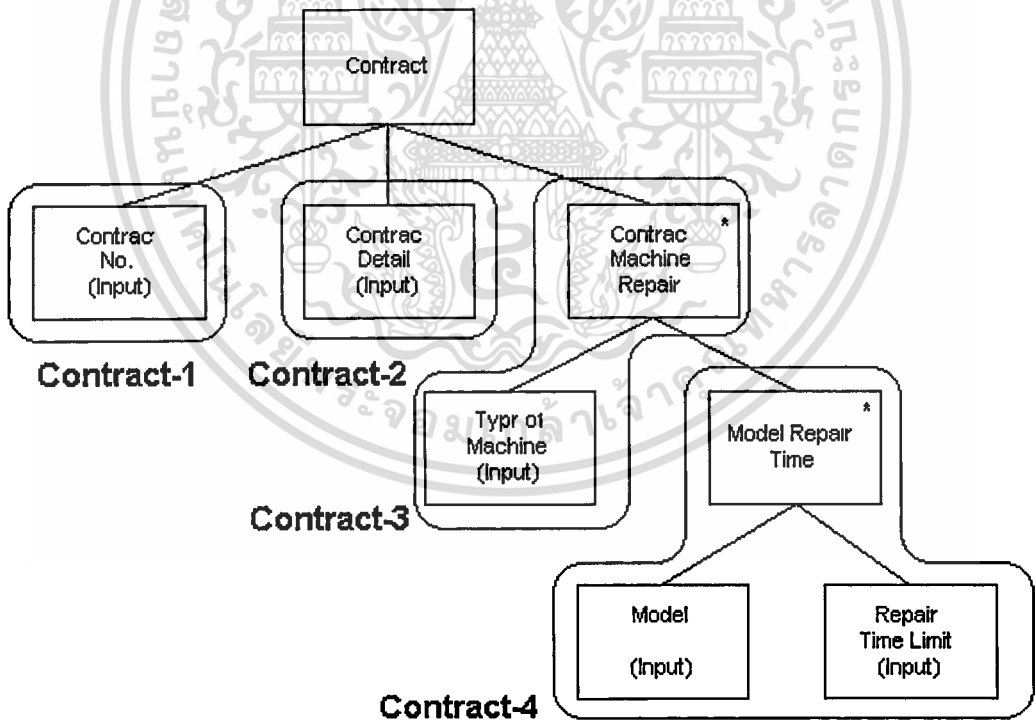 Contract
Contrac
No.
(Input)
Contrac
Detail
(Input)
*
Contrac
Machine
Repair
Contract-1
Contract-2
Typr of
Machine
(Input)
*
Model Repair
Time
Contract-3
Model
(Input)
Repair
Time Limit
(Input)
Contract-4